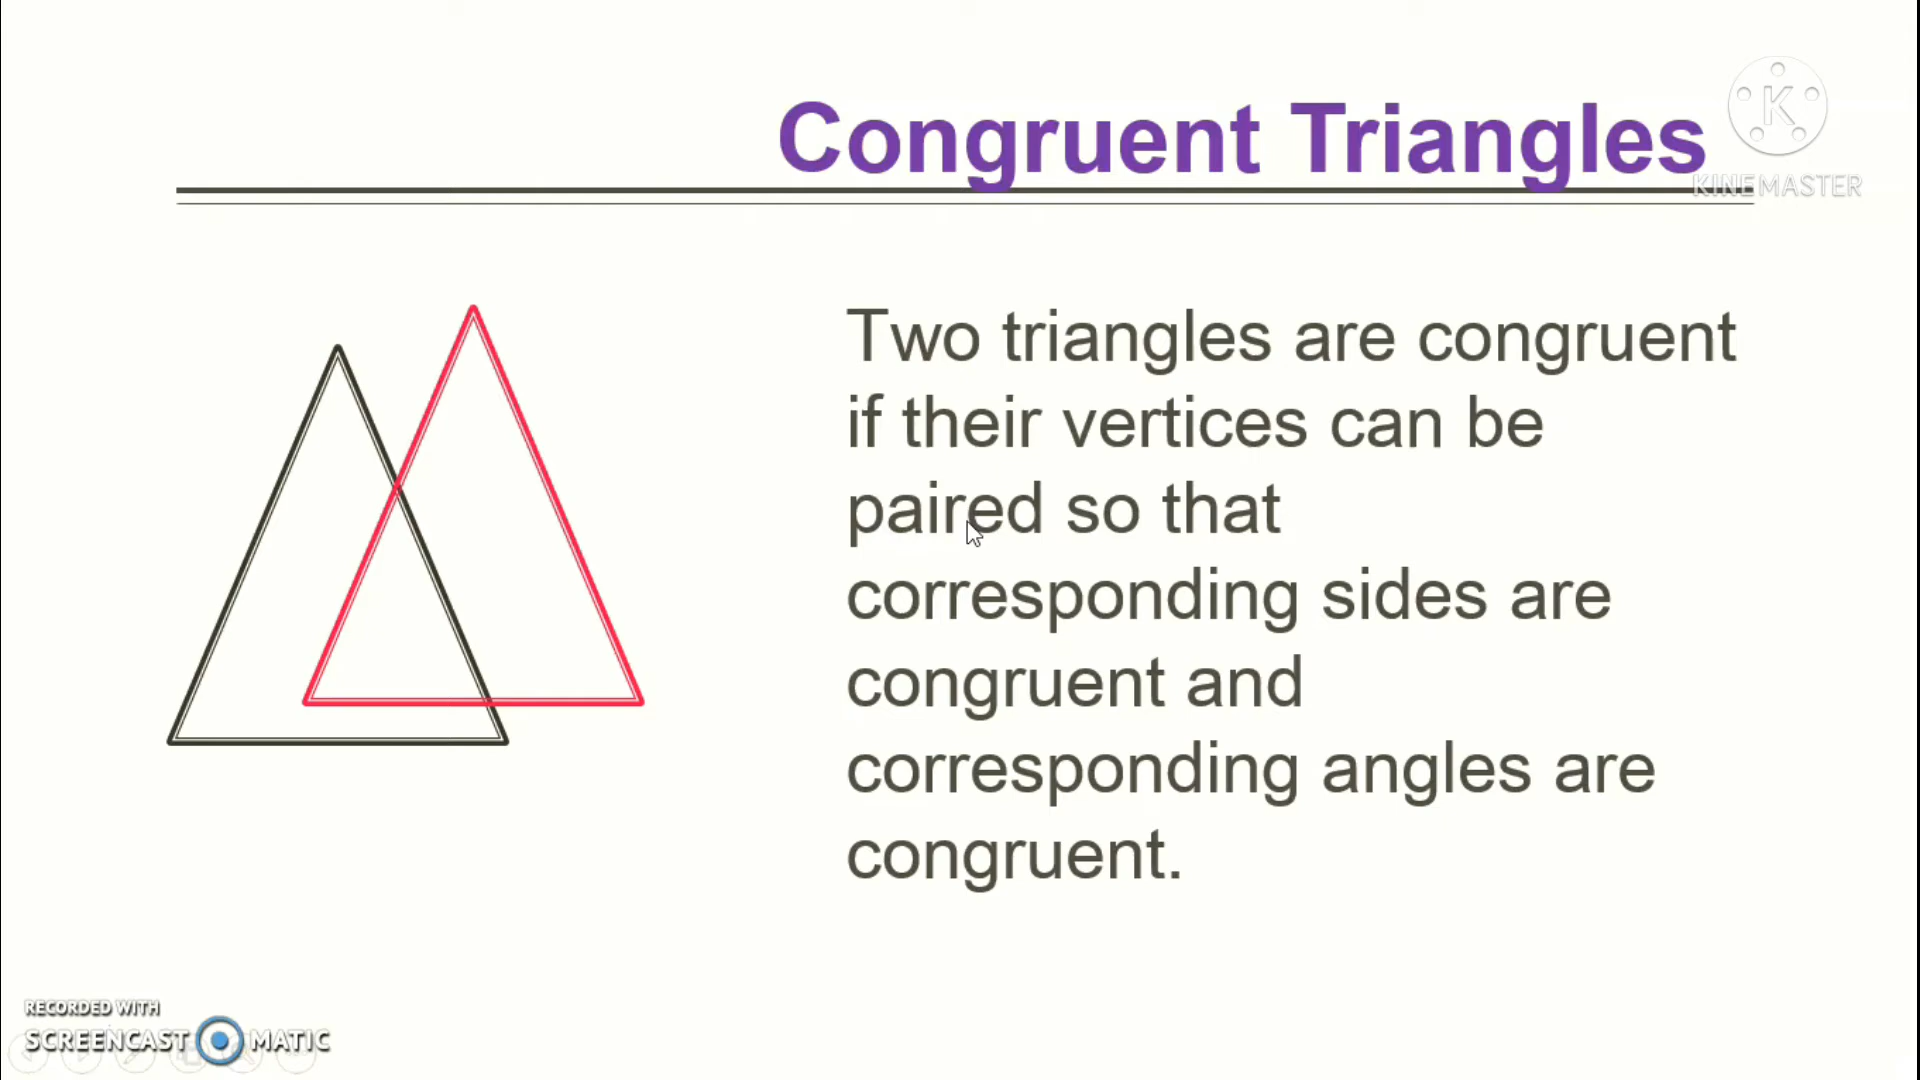 Congruent Triangles
K
KINEMASTER
Two triangles are congruent
if their vertices can be
paired so that
corresponding sides are
congruent and
corresponding angles are
congruent.
RECORDED WITH
SCREENCAST MATIC